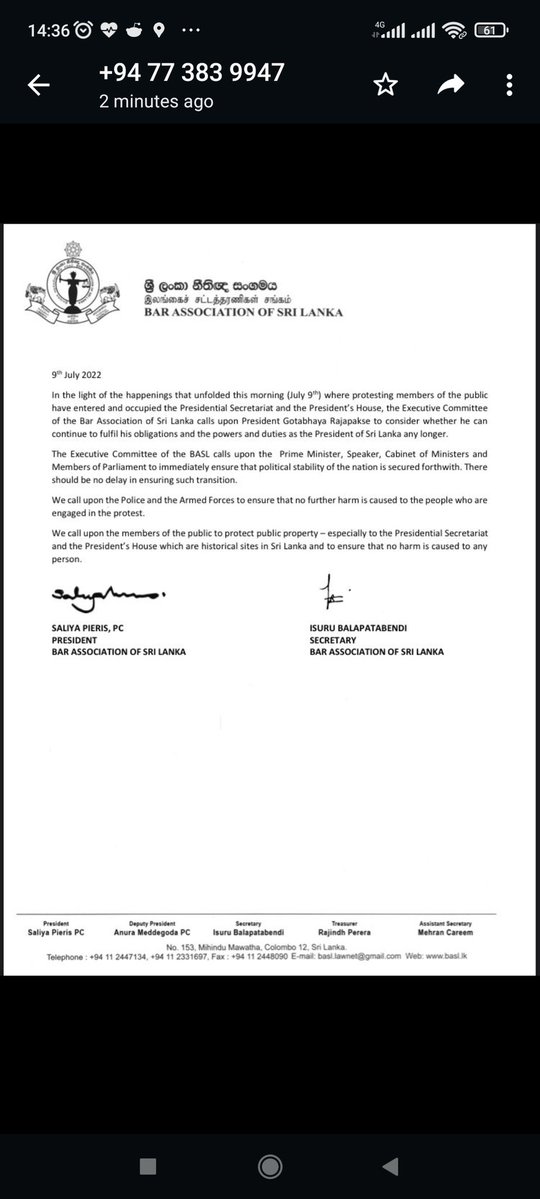 14:36 4G 61
+94 77 383 9947
2 minutes ago
ශ්‍රී ලංකා නීතිඥ සංගමය
இலங்கைச் சட்டத்தரணிகள் சங்கம்
BAR ASSOCIATION OF SRI LANKA
9th July 2022
In the light of the happenings that unfolded this morning (July 9th) where protesting members of the public
have entered and occupied the Presidential Secretariat and the President's House, the Executive Committee
of the Bar Association of Sri Lanka calls upon President Gotabhaya Rajapakse to consider whether he can
continue to fulfil his obligations and the powers and duties as the President of Sri Lanka any longer.
The Executive Committee of the BASL calls upon the Prime Minister, Speaker, Cabinet of Ministers and
Members of Parliament to immediately ensure that political stability of the nation is secured forthwith. There
should be no delay in ensuring such transition.
We call upon the Police and the Armed Forces to ensure that no further harm is caused to the people who are
engaged in the protest.
We call upon the members of the public to protect public property – especially to the Presidential Secretariat
and the President's House which are historical sites in Sri Lanka and to ensure that no harm is caused to any
person.
SALIYA PIERIS, PC ISURU BALAPATABENDI
PRESIDENT SECRETARY
BAR ASSOCIATION OF SRI LANKA BAR ASSOCIATION OF SRI LANKA
President Deputy President Secretary Treasurer Assistant Secretary
Saliya Pieris PC Anura Meddegoda PC Isuru Balapatabendi Rajindh Perera Mehran Careem
No. 153, Mihindu Mawatha, Colombo 12, Sri Lanka.
Telephone : +94 11 2447134, +94 11 2331697, Fax : +94 11 2448090 E-mail: basl.lawnet@gmail.com Web: www.basl.lk